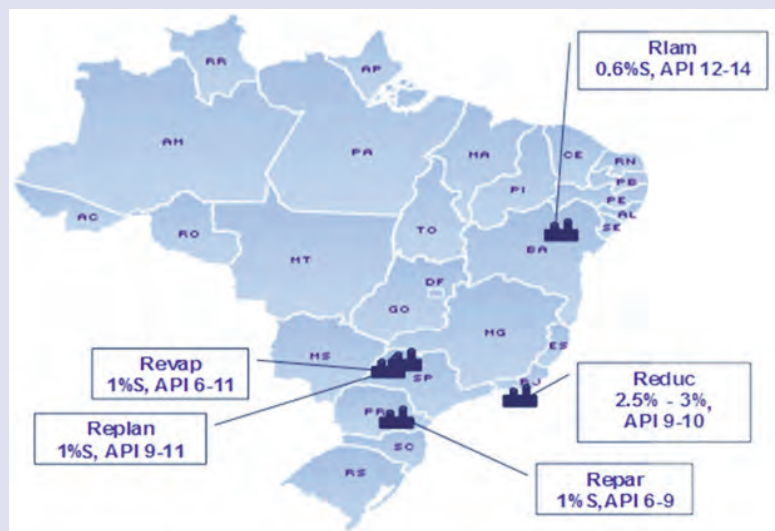 Rlam
0.6%S, API 12-14
RR
AP
AM
PA
MA
CE
RN
PB
PI
PE
AL
AC
TO
SE
RO
BA
MT
DF
GO
MG
ES
MS
SP
RJ
Revap
1%S, API 6-11
Reduc
2.5% - 3%,
API 9-10
Replan
1%S, API 9-11
PR
SC
RS
Repar
1%S, API 6-9